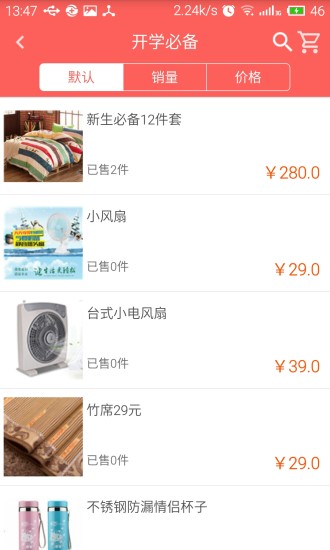 13:47 2.24k/s 46
开学必备
默认 销量 价格
新生必备12件套
已售2件
￥280.0
小风扇
已售0件
￥29.0
台式小电风扇
已售0件
￥39.0
竹席29元
已售0件
￥29.0
不锈钢防漏情侣杯子